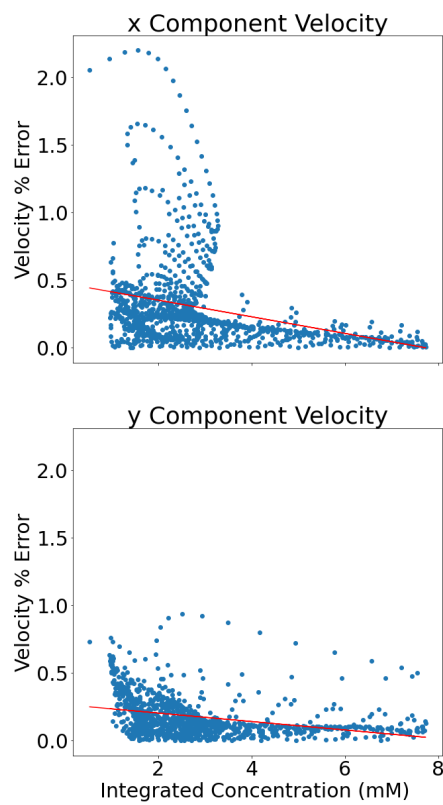 x Component Velocity
Velocity % Error
2.0
1.5
1.0
0.5
0.0
y Component Velocity
Velocity % Error
2.0
1.5
1.0
0.5
0.0
2 4 6 8
Integrated Concentration (mM)